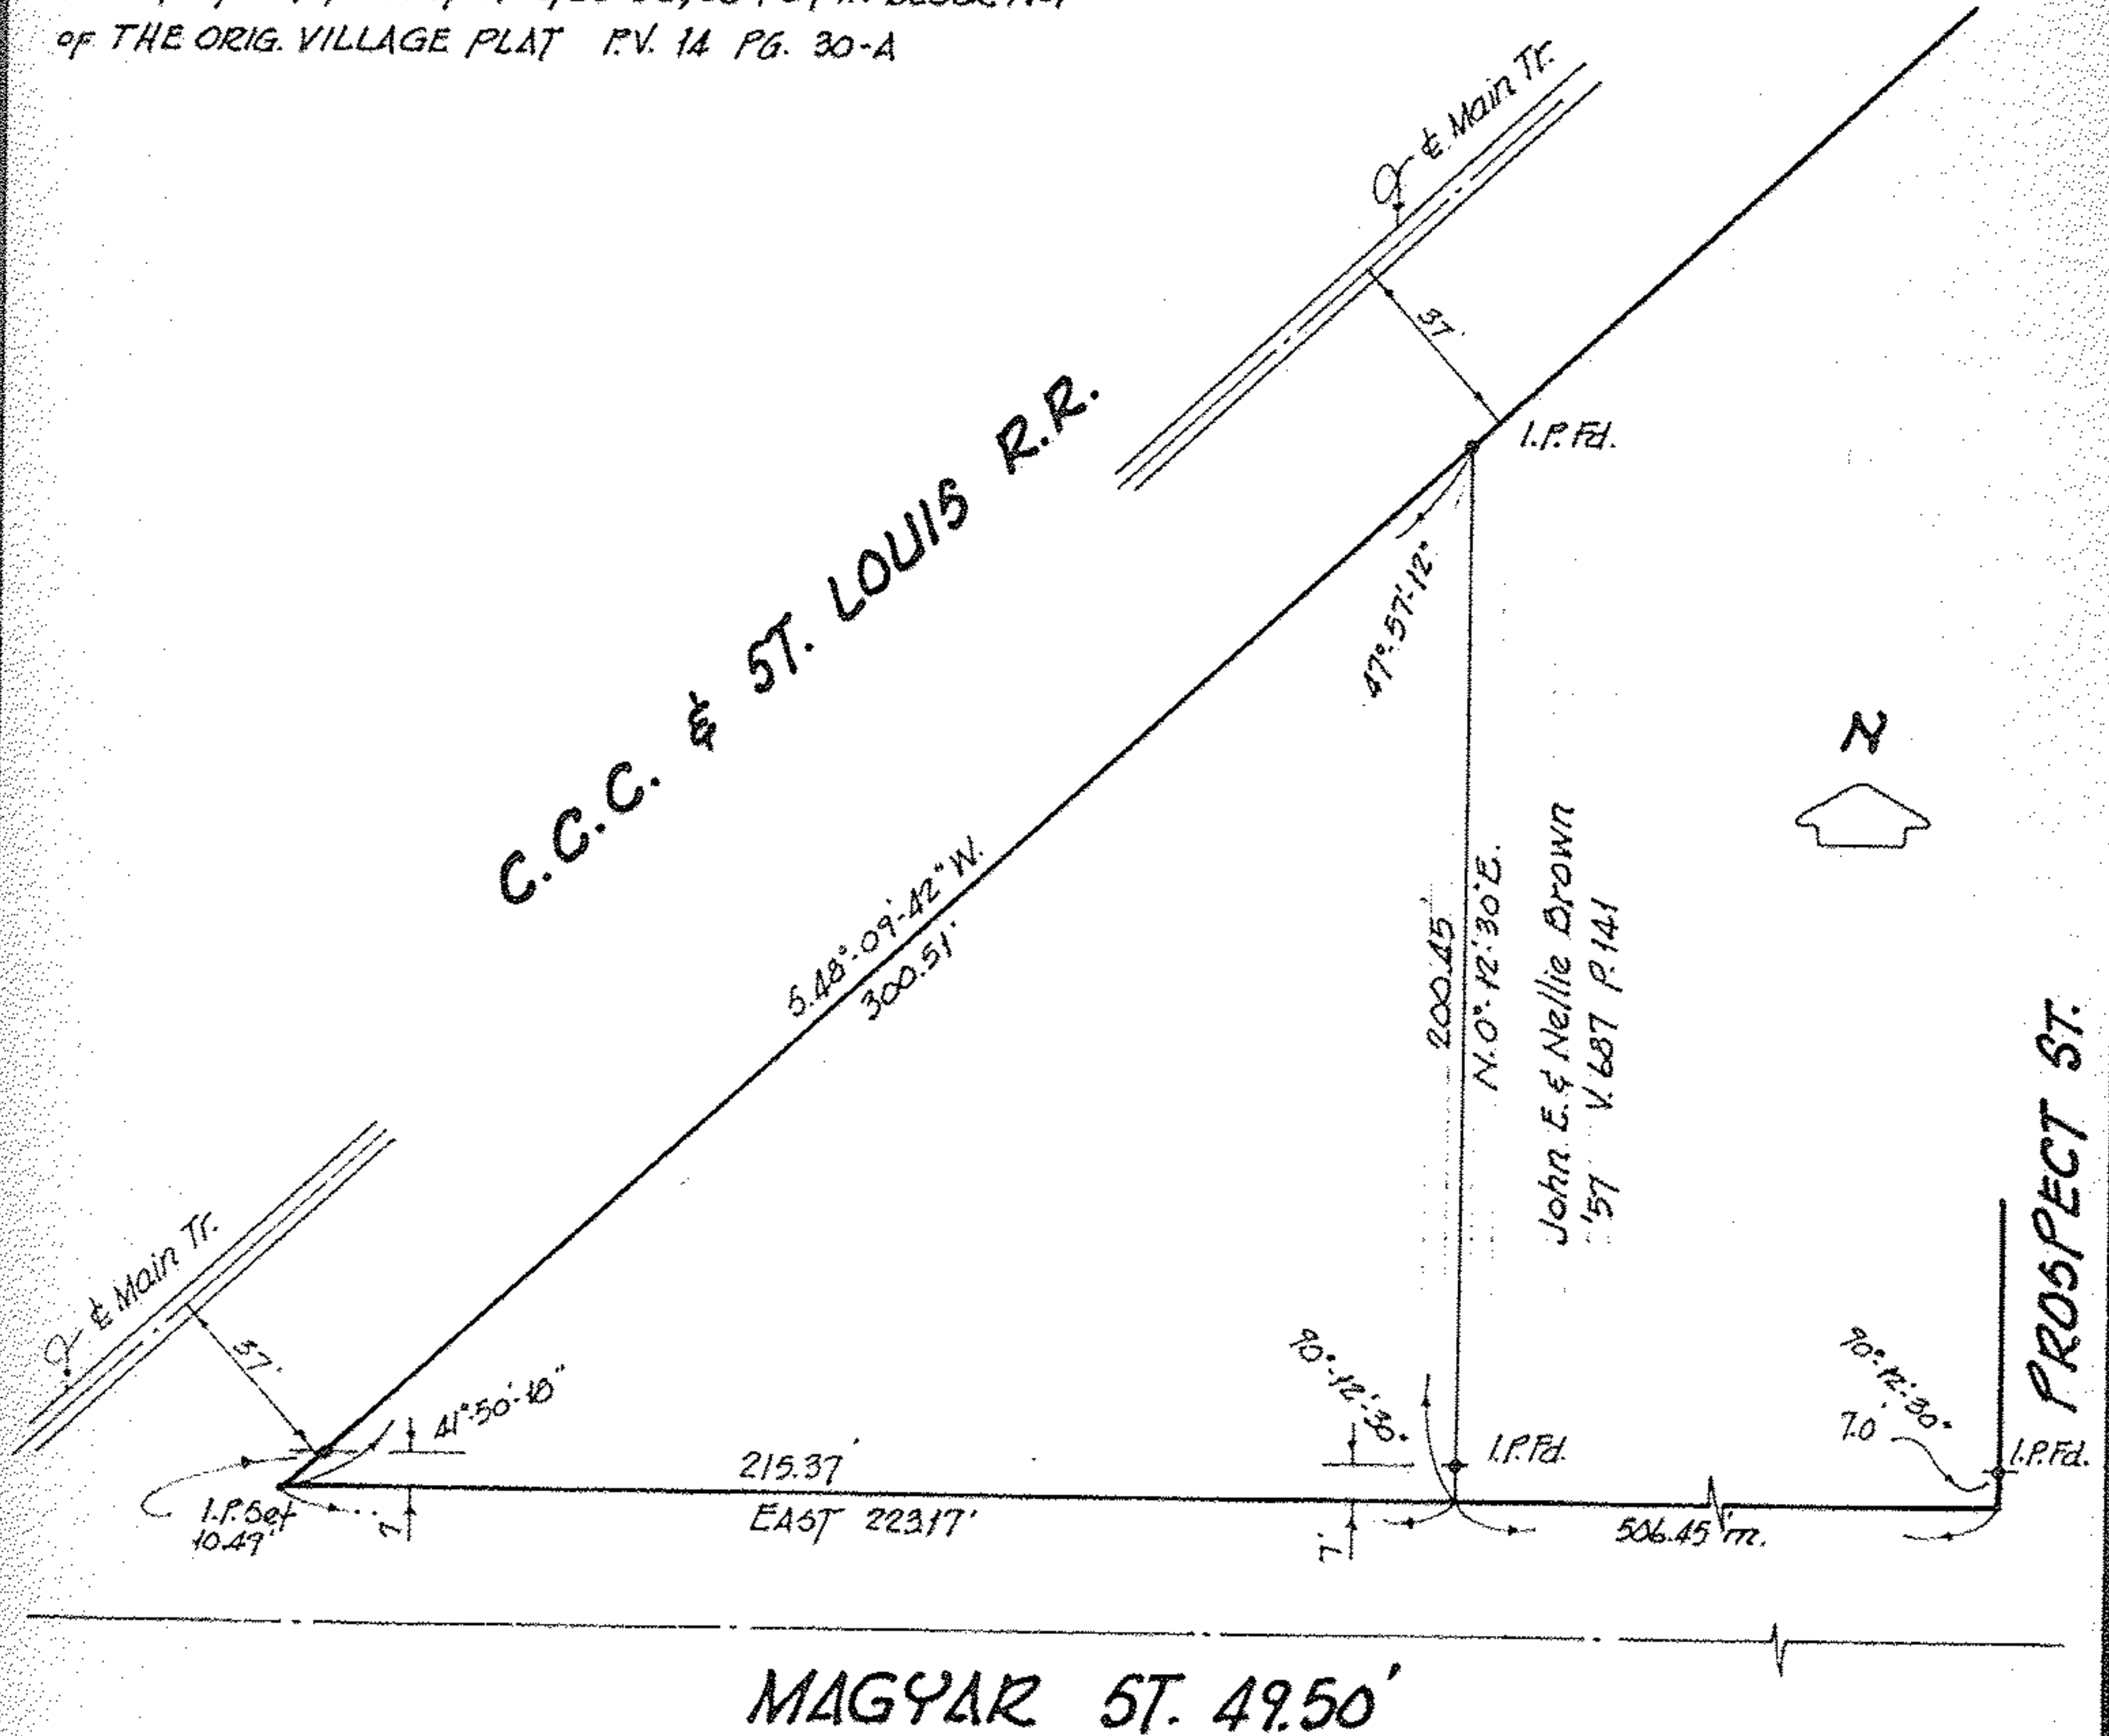 OF THE ORIG. VILLAGE PLAT P.V. 14 PG. 30-A
₵ Main Tr.
37'
I.P. Fd.
C.C.C. & ST. LOUIS R.R.
47°-57'-12"
N
S.48°-09'-42"W.
300.51'
200.45'
N.0°-12'-30"E.
John E. & Nellie Brown
'57 V.687 P.141
PROSPECT ST.
₵ Main Tr.
37'
41°-50'-18"
90°-12'-30"
90°-12'-30"
7.0'
I.P.Fd.
I.P.Fd.
215.37'
EAST 223.17'
I.P.Set
10.49'
7'
7'
506.45'm.
MAGYAR ST. 49.50'